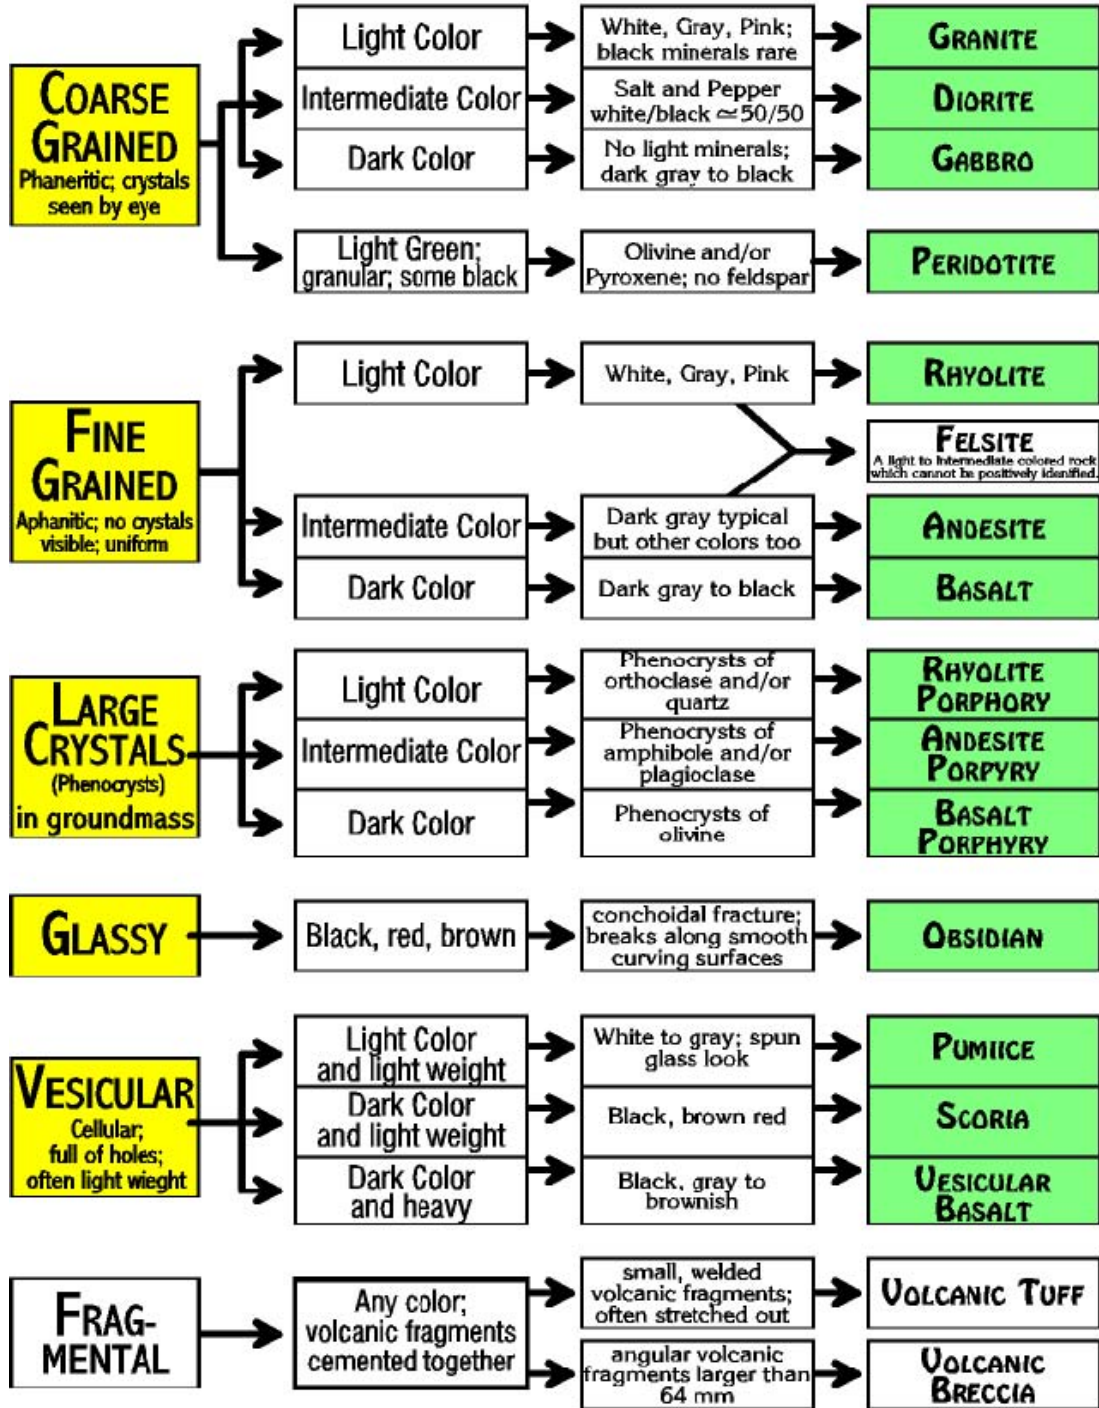 COARSE
GRAINED
Phaneritic; crystals
seen by eye
Light Color
White, Gray, Pink;
black minerals rare
GRANITE
Intermediate Color
Salt and Pepper
white/black ≃50/50
DIORITE
Dark Color
No light minerals;
dark gray to black
GABBRO
Light Green;
granular; some black
Olivine and/or
Pyroxene; no feldspar
PERIDOTITE
FINE
GRAINED
Aphanitic; no crystals
visible; uniform
Light Color
White, Gray, Pink
RHYOLITE
FELSITE
A light to intermediate colored rock
which cannot be positively identified.
Intermediate Color
Dark gray typical
but other colors too
ANDESITE
Dark Color
Dark gray to black
BASALT
LARGE
CRYSTALS
(Phenocrysts)
in groundmass
Light Color
Phenocrysts of
orthoclase and/or
quartz
RHYOLITE
PORPHORY
Intermediate Color
Phenocrysts of
amphibole and/or
plagioclase
ANDESITE
PORPYRY
Dark Color
Phenocrysts of
olivine
BASALT
PORPHYRY
GLASSY
Black, red, brown
conchoidal fracture;
breaks along smooth
curving surfaces
OBSIDIAN
VESICULAR
Cellular;
full of holes;
often light wieght
Light Color
and light weight
White to gray; spun
glass look
PUMIICE
Dark Color
and light weight
Black, brown red
SCORIA
Dark Color
and heavy
Black, gray to
brownish
VESICULAR
BASALT
FRAG-
MENTAL
Any color;
volcanic fragments
cemented together
small, welded
volcanic fragments;
often stretched out
VOLCANIC TUFF
angular volcanic
fragments larger than
64 mm
VOLCANIC
BRECCIA